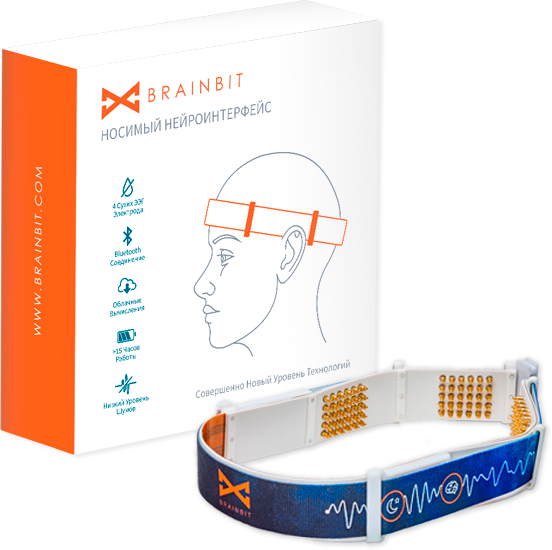 BRAINBIT
НОСИМЫЙ НЕЙРОИНТЕРФЕЙС
4 Сухих ЭЭГ
Электрода
Bluetooth
Соединение
Облачные
Вычисления
>15 Часов
Работы
Низкий Уровень
Шумов
Совершенно Новый Уровень Технологий
WWW.BRAINBIT.COM
BRAINBIT